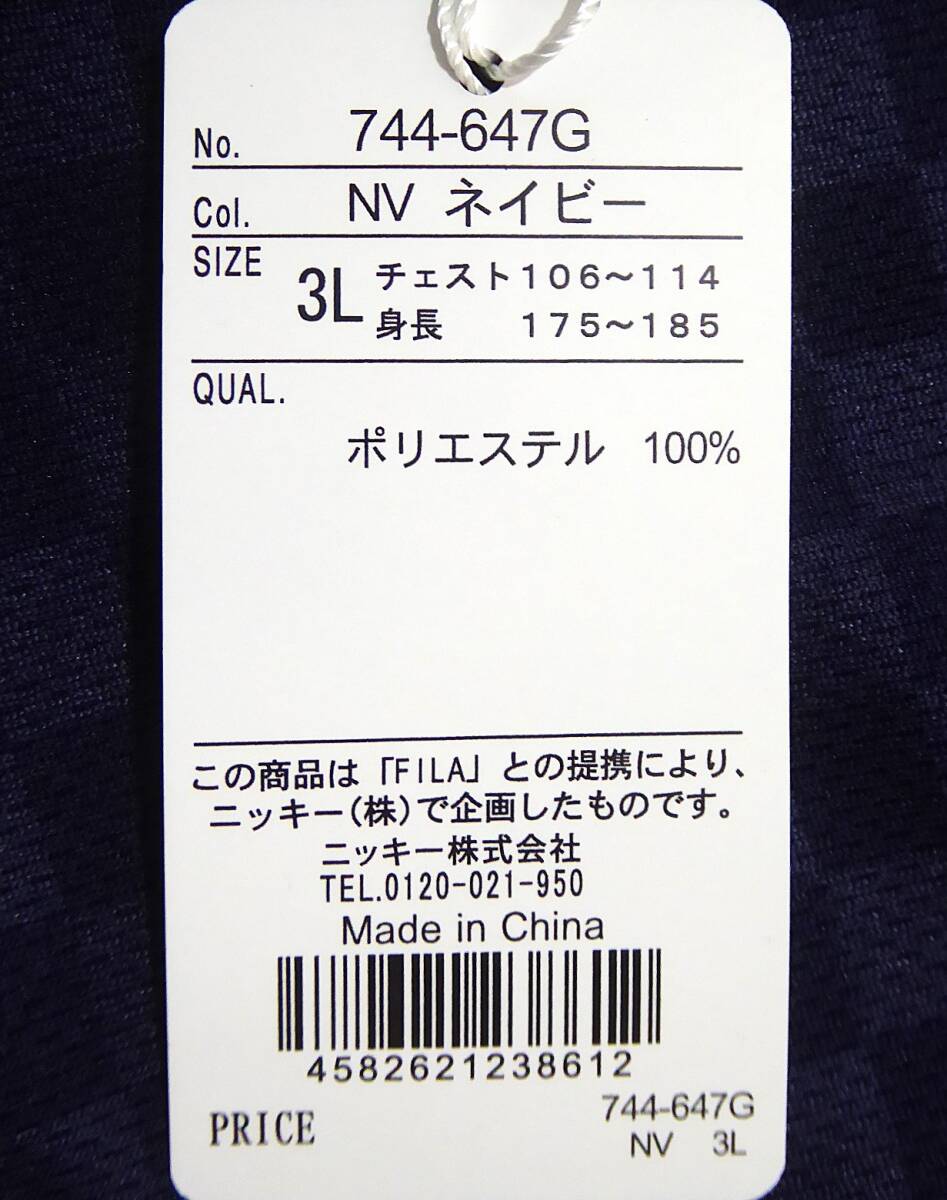 No. 744-647G
Col. NV ネイビー
SIZE 3L チェスト106～114
身長 175～185
QUAL.
ポリエステル 100%
この商品は「FILA」との提携により、
ニッキー(株)で企画したものです。
ニッキー株式会社
TEL.0120-021-950
Made in China
4582621238612
PRICE 744-647G
NV 3L